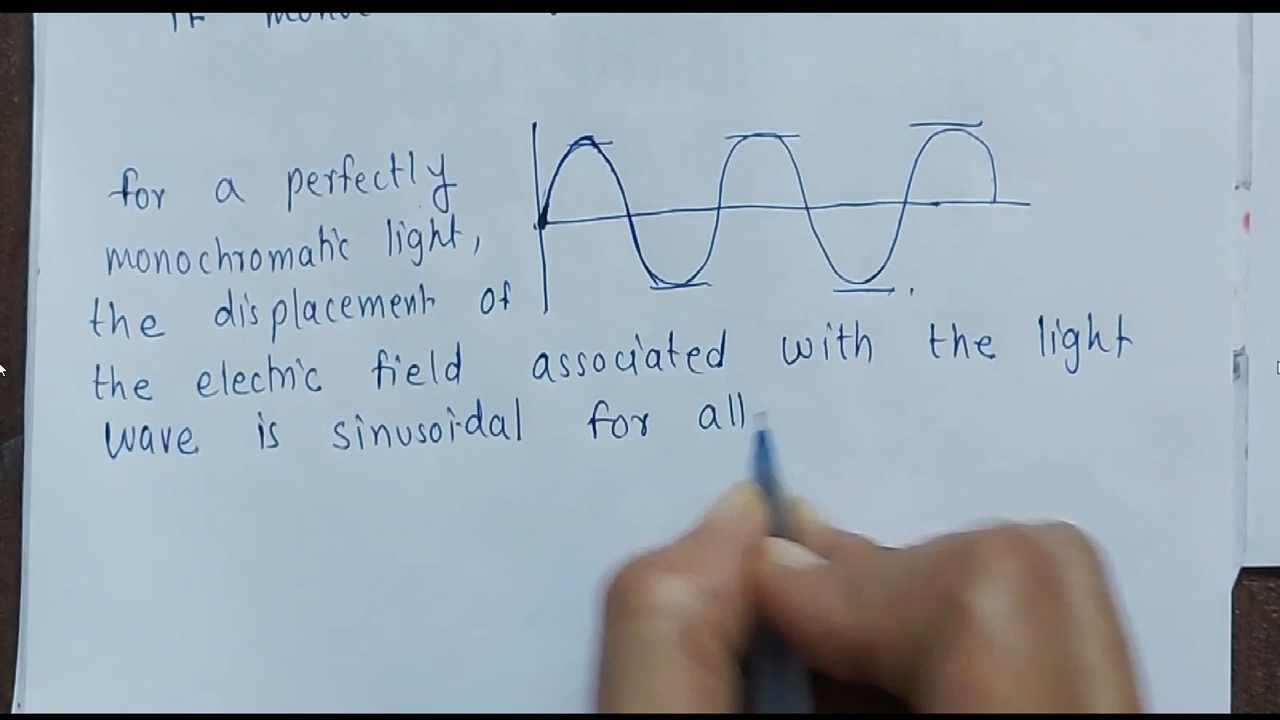 for a perfectly
monochromatic light,
the displacement of
the electric field associated with the light
wave is sinusoidal for all